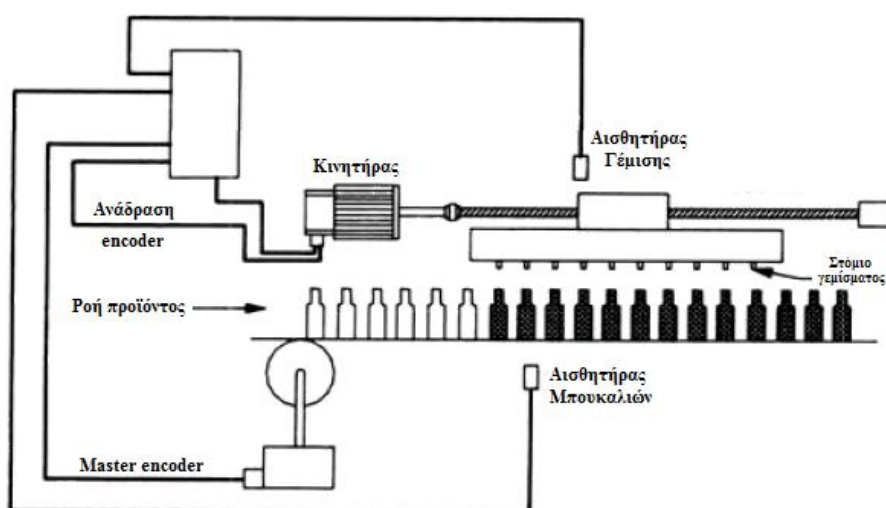 Αισθητήρας
Γέμισης
Κινητήρας
Ανάδραση
encoder
Στόμιο
γεμίσματος
Ροή προϊόντος
Αισθητήρας
Μπουκαλιών
Master encoder